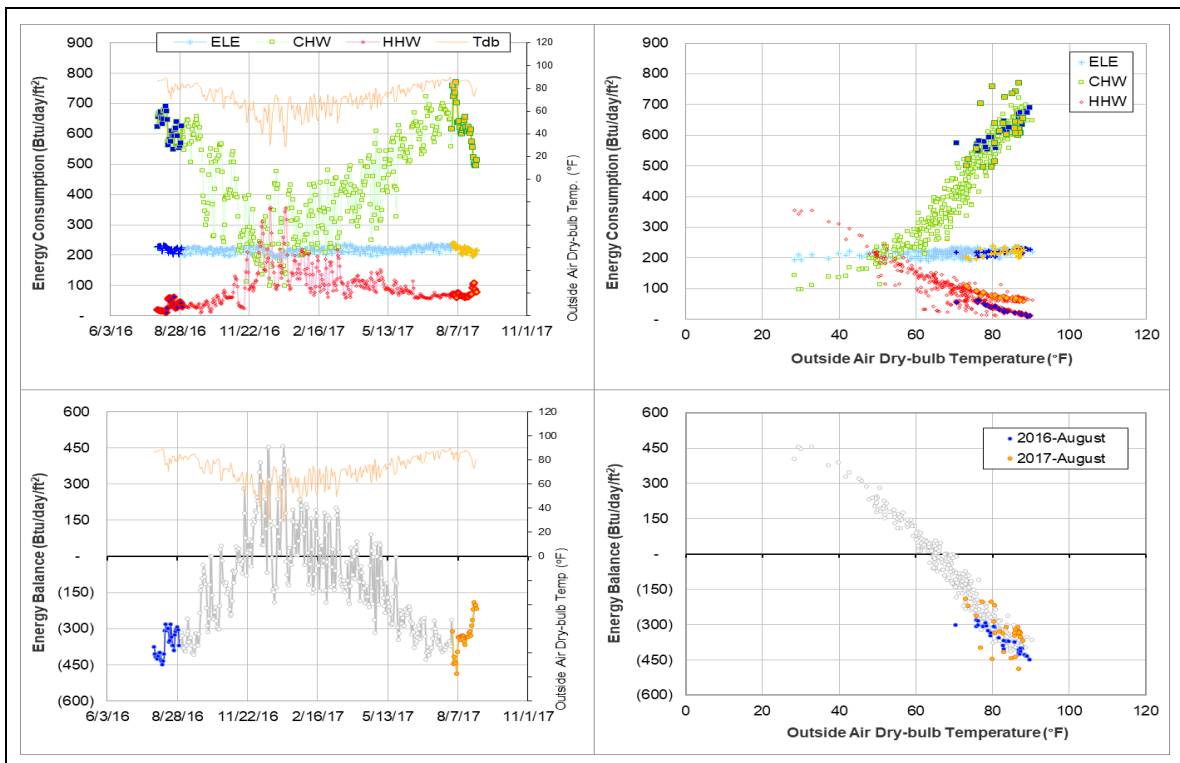 ELE CHW HHW Tdb
Energy Consumption (Btu/day/ft²)
900
800
700
600
500
400
300
200
100
-
120
100
80
60
40
20
0
Outside Air Dry-bulb Temp. (°F)
6/3/16 8/28/16 11/22/16 2/16/17 5/13/17 8/7/17 11/1/17
ELE
CHW
HHW
Energy Consumption (Btu/day/ft²)
900
800
700
600
500
400
300
200
100
-
0 20 40 60 80 100 120
Outside Air Dry-bulb Temperature (°F)
Energy Balance (Btu/day/ft²)
600
450
300
150
-
(150)
(300)
(450)
(600)
120
100
80
60
40
20
0
Outside Air Dry-bulb Temp (°F)
6/3/16 8/28/16 11/22/16 2/16/17 5/13/17 8/7/17 11/1/17
2016-August
2017-August
Energy Balance (Btu/day/ft²)
600
450
300
150
-
(150)
(300)
(450)
(600)
0 20 40 60 80 100 120
Outside Air Dry-bulb Temperature (°F)